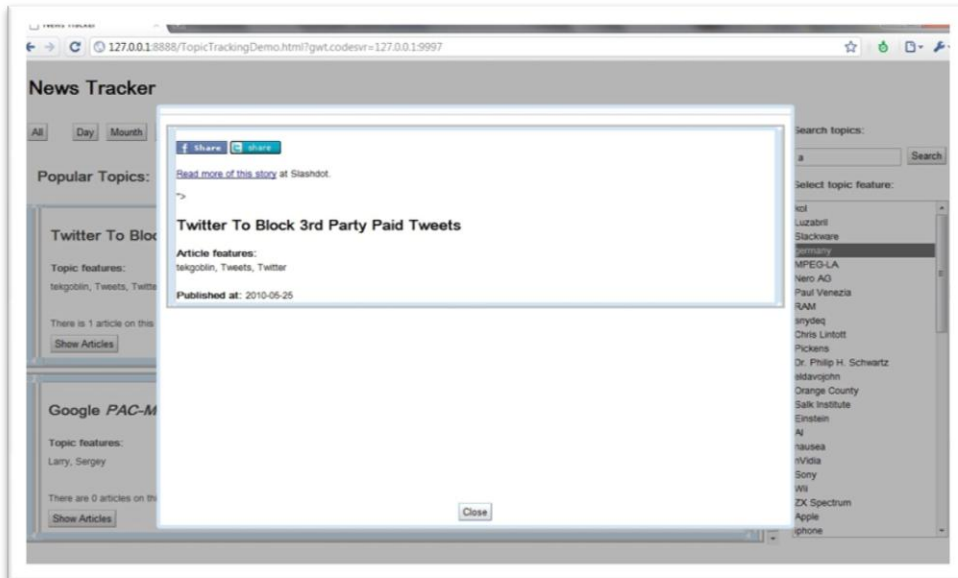 News Tracker
127.0.0.1:8888/TopicTrackingDemo.html?gwt.codesvr=127.0.0.1:9997
News Tracker
All
Day
Mounth
Popular Topics:
Twitter To Bloc
Topic features:
tekgoblin, Tweets, Twitte
There is 1 article on this
Show Articles
Google PAC-M
Topic features:
Larry, Sergey
There are 0 articles on th
Show Articles
f Share
share
Read more of this story at Slashdot.
">
Twitter To Block 3rd Party Paid Tweets
Article features:
tekgoblin, Tweets, Twitter
Published at: 2010-05-25
Close
Search topics:
a
Search
Select topic feature:
kol
Luzabril
Slackware
germany
MPEG-LA
Nero AG
Paul Venezia
RAM
snydeq
Chris Lintott
Pickens
Dr. Philip H. Schwartz
eldavojohn
Orange County
Salk Institute
Einstein
AI
nausea
nVidia
Sony
Wii
ZX Spectrum
Apple
iphone